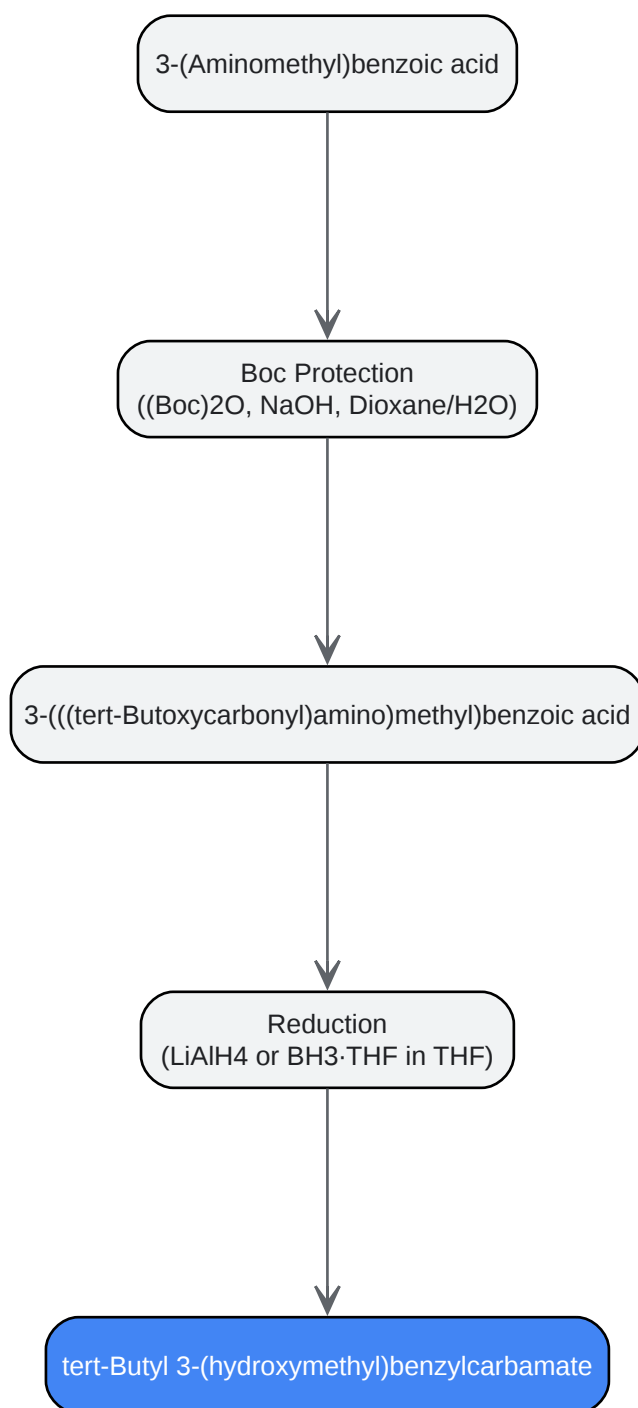 3-(Aminomethyl)benzoic acid
Boc Protection
((Boc)2O, NaOH, Dioxane/H2O)
3-(((tert-Butoxycarbonyl)amino)methyl)benzoic acid
Reduction
(LiAlH4 or BH3·THF in THF)
tert-Butyl 3-(hydroxymethyl)benzylcarbamate